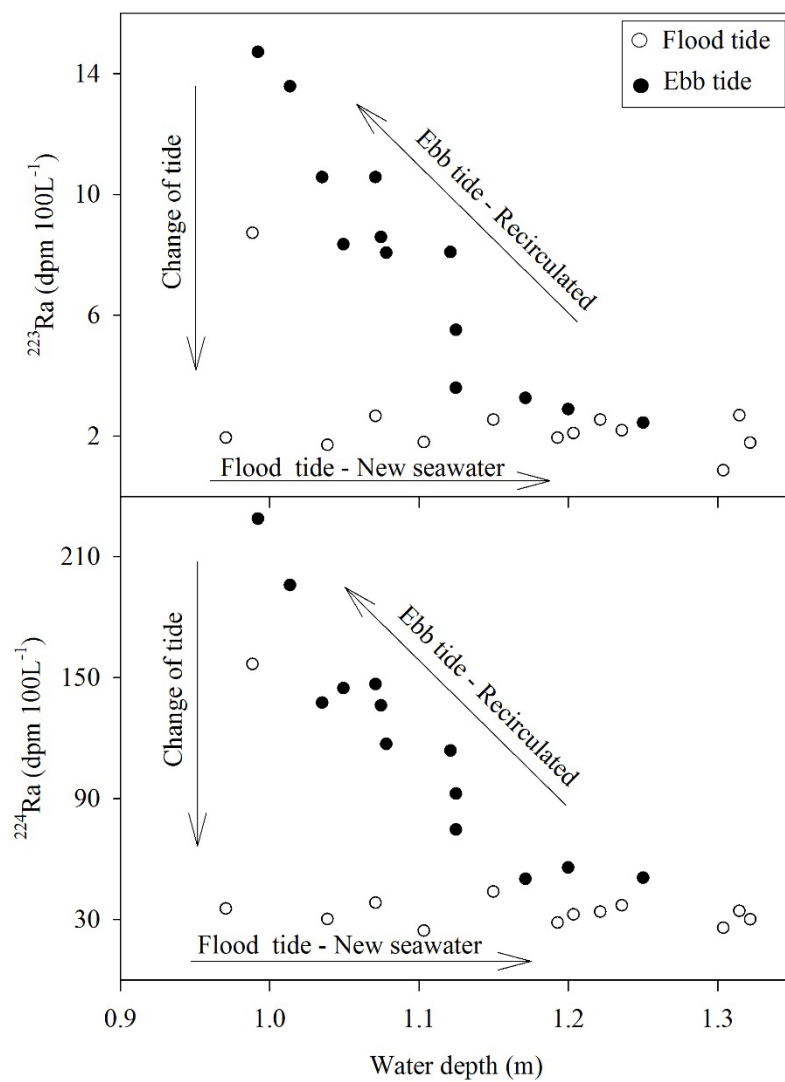 Flood tide
Ebb tide
14
10
6
2
²²³Ra (dpm 100L⁻¹)
Change of tide
Ebb tide - Recirculated
Flood  tide - New seawater
210
150
90
30
²²⁴Ra (dpm 100L⁻¹)
Change of tide
Ebb tide - Recirculated
Flood  tide - New seawater
0.9 1.0 1.1 1.2 1.3
Water depth (m)